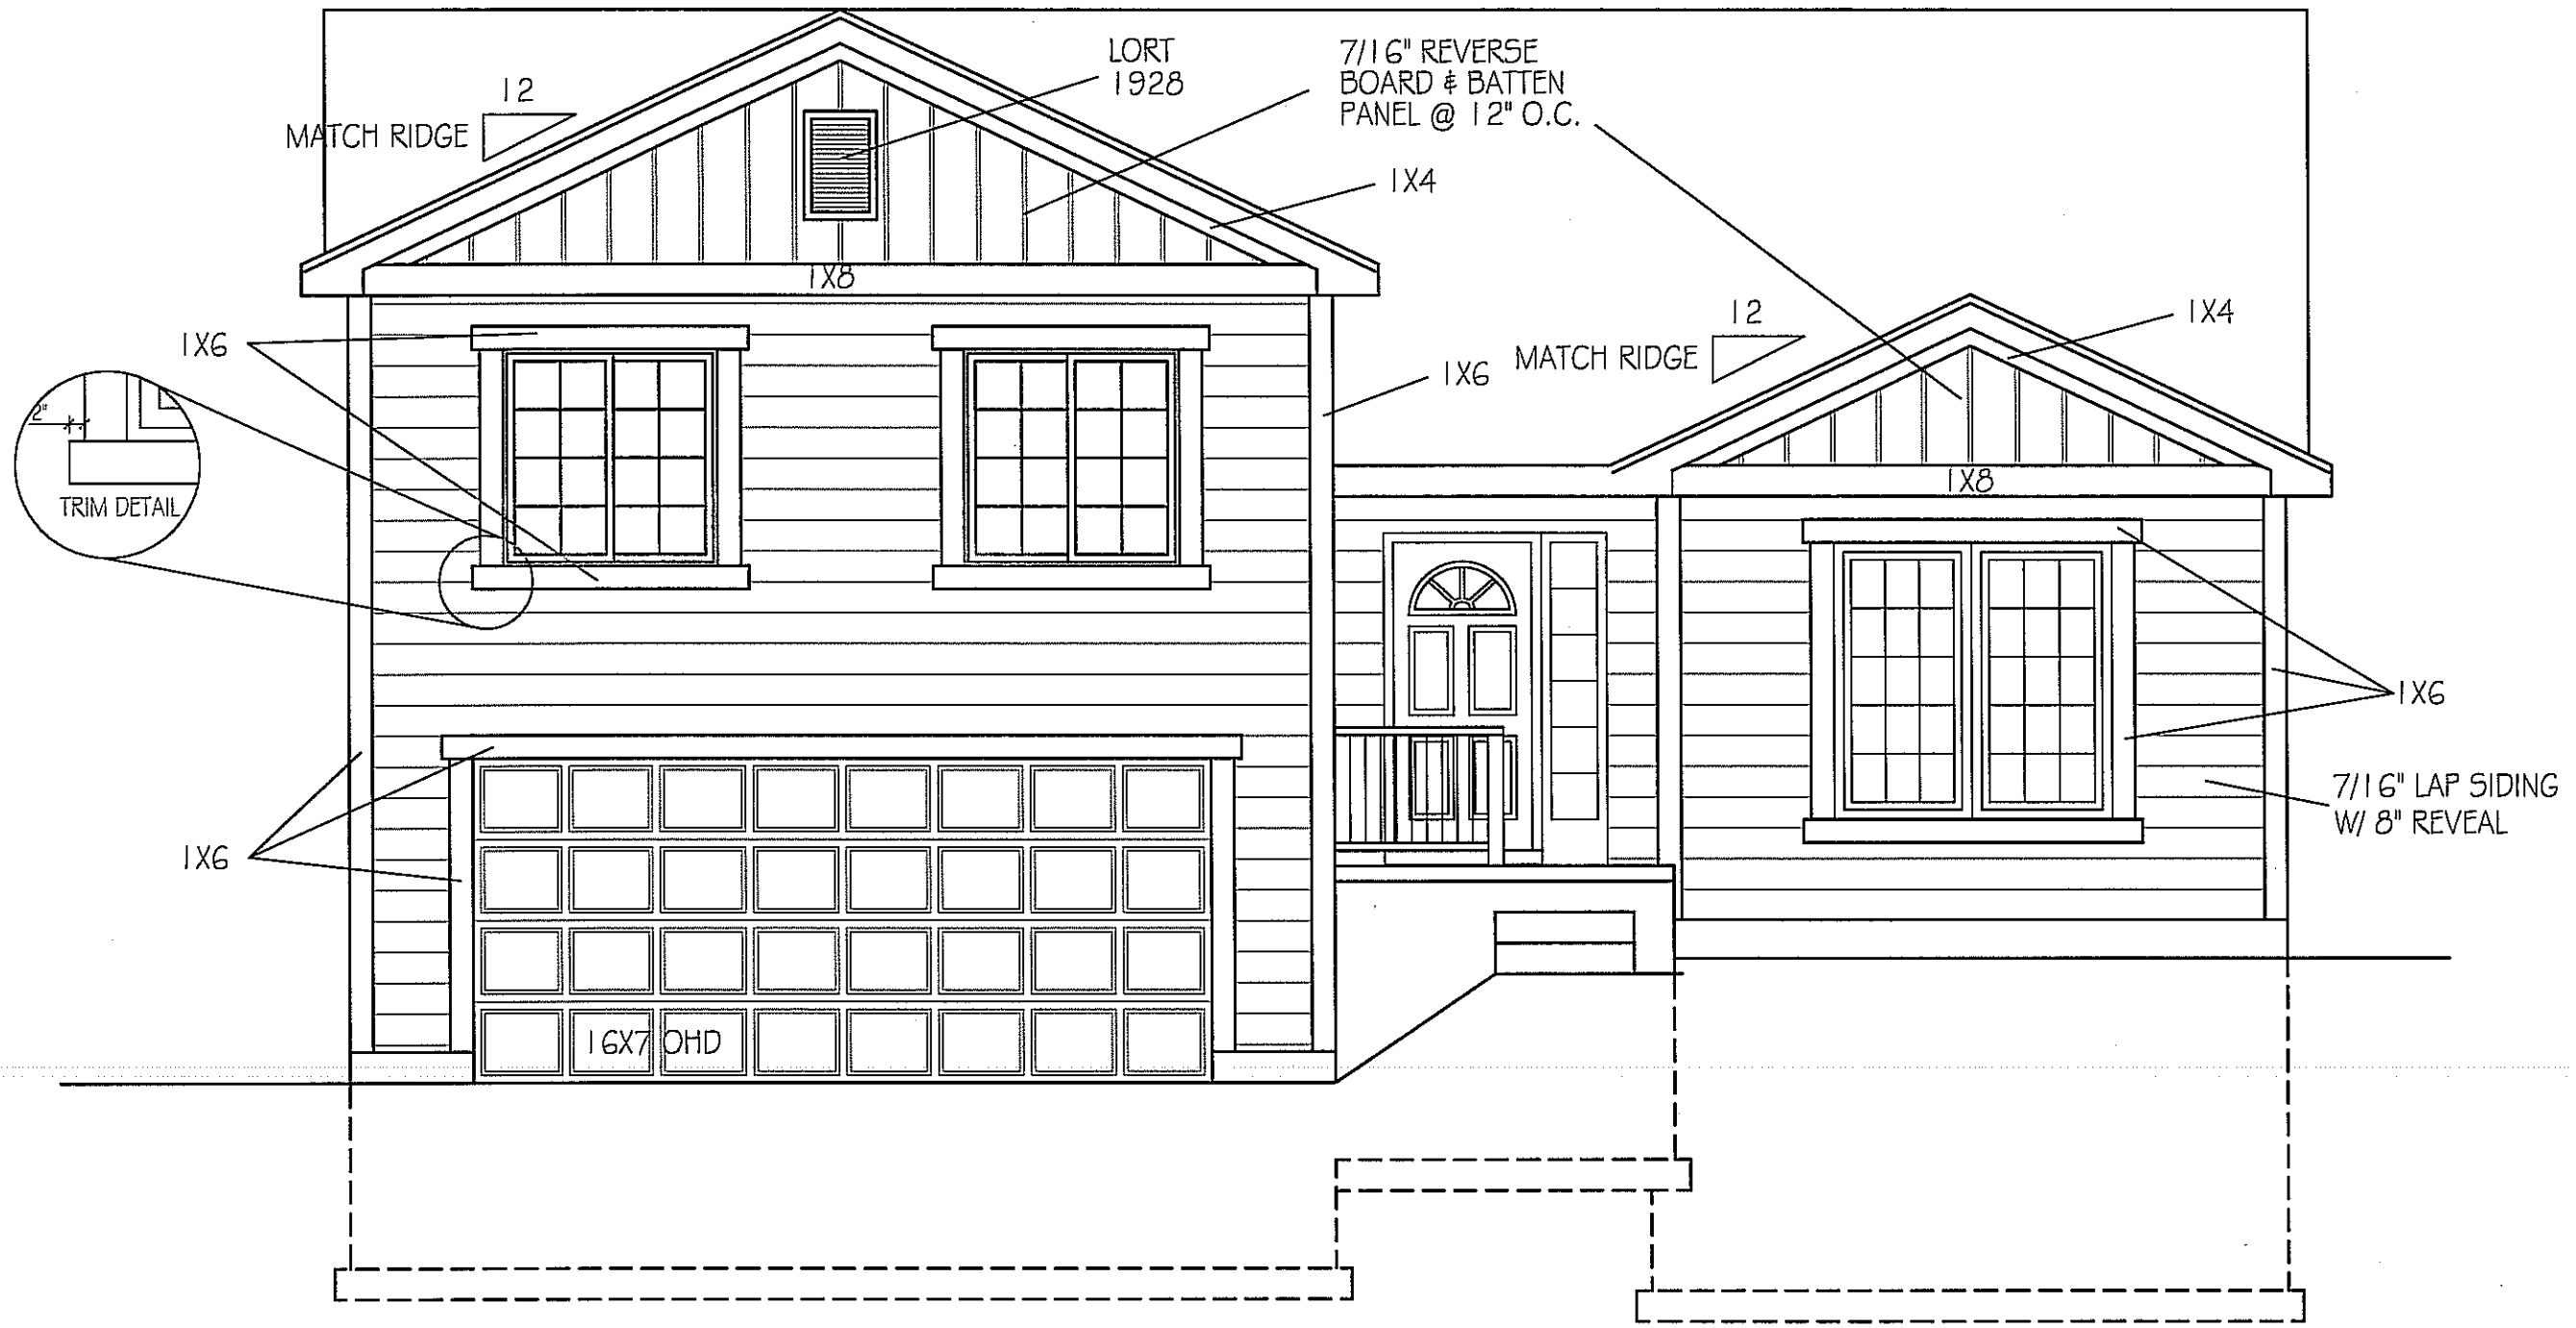 LORT
1928
7/16" REVERSE
BOARD & BATTEN
PANEL @ 12" O.C.
12
MATCH RIDGE
1X4
1X8
12
MATCH RIDGE
1X4
1X6
1X6
1X8
2"
TRIM DETAIL
1X6
7/16" LAP SIDING
W/ 8" REVEAL
1X6
16X7 OHD